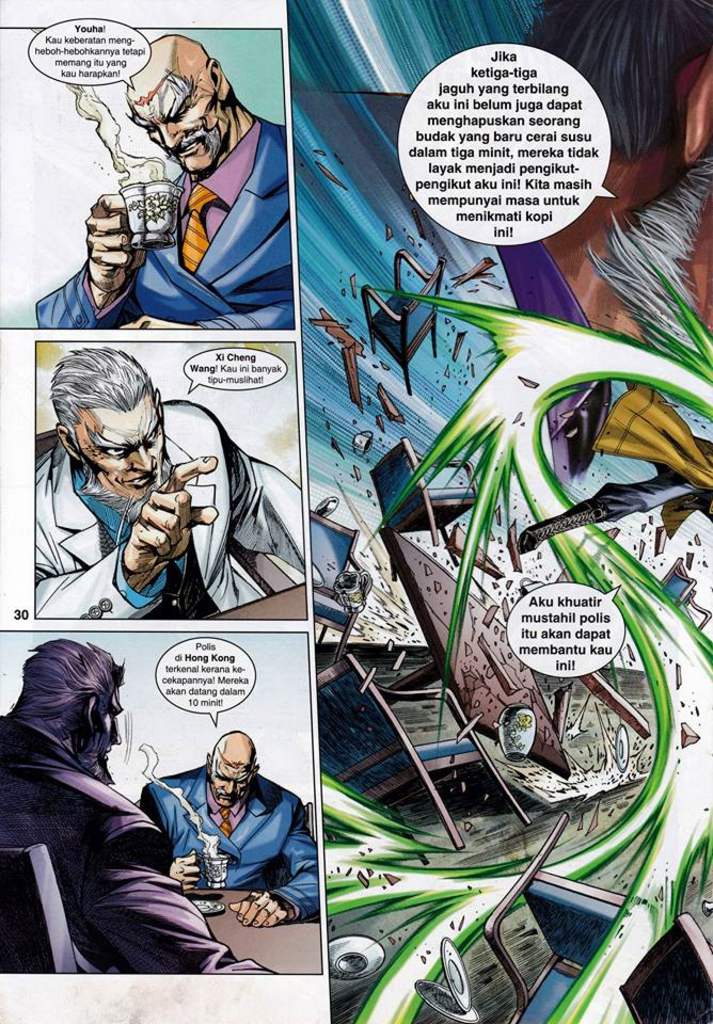 Youha!
Kau keberatan meng-
heboh-hebohkannya tetapi
memang itu yang
kau harapkan!
Xi Cheng
Wang! Kau ini banyak
tipu-muslihat!
30
Polis
di Hong Kong
terkenal kerana ke-
cekapannya! Mereka
akan datang dalam
10 minit!
Jika
ketiga-tiga
jaguh yang terbilang
aku ini belum juga dapat
menghapuskan seorang
budak yang baru cerai susu
dalam tiga minit, mereka tidak
layak menjadi pengikut-
pengikut aku ini! Kita masih
mempunyai masa untuk
menikmati kopi
ini!
Aku khuatir
mustahil polis
itu akan dapat
membantu kau
ini!